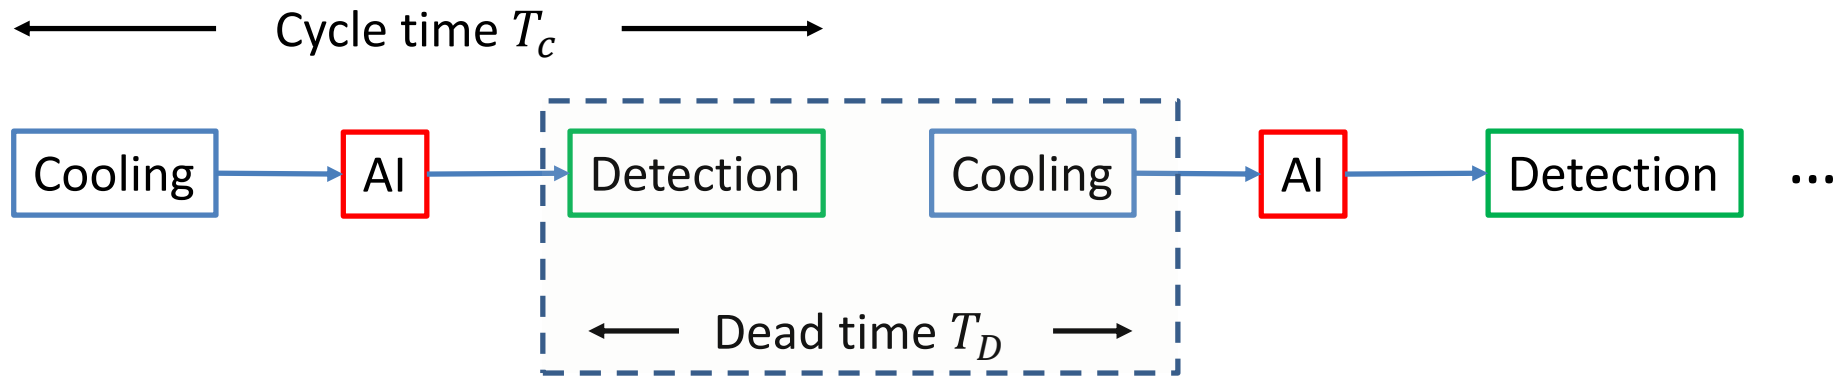 Cycle time T_c
Cooling AI Detection Cooling AI Detection ...
Dead time T_D